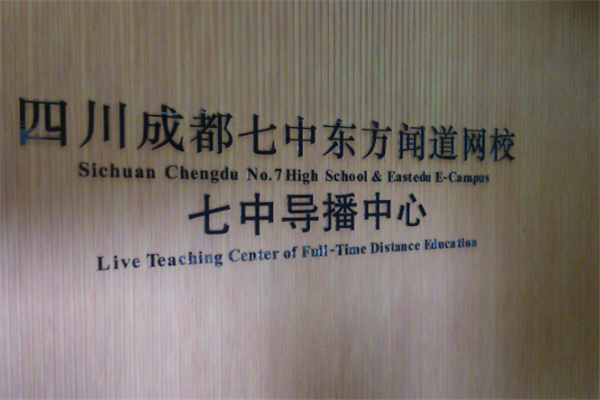 四川成都七中东方闻道网校
Sichuan Chengdu No.7 High School & Eastedu E-Campus
七中导播中心
Live Teaching Center of Full-Time Distance Education